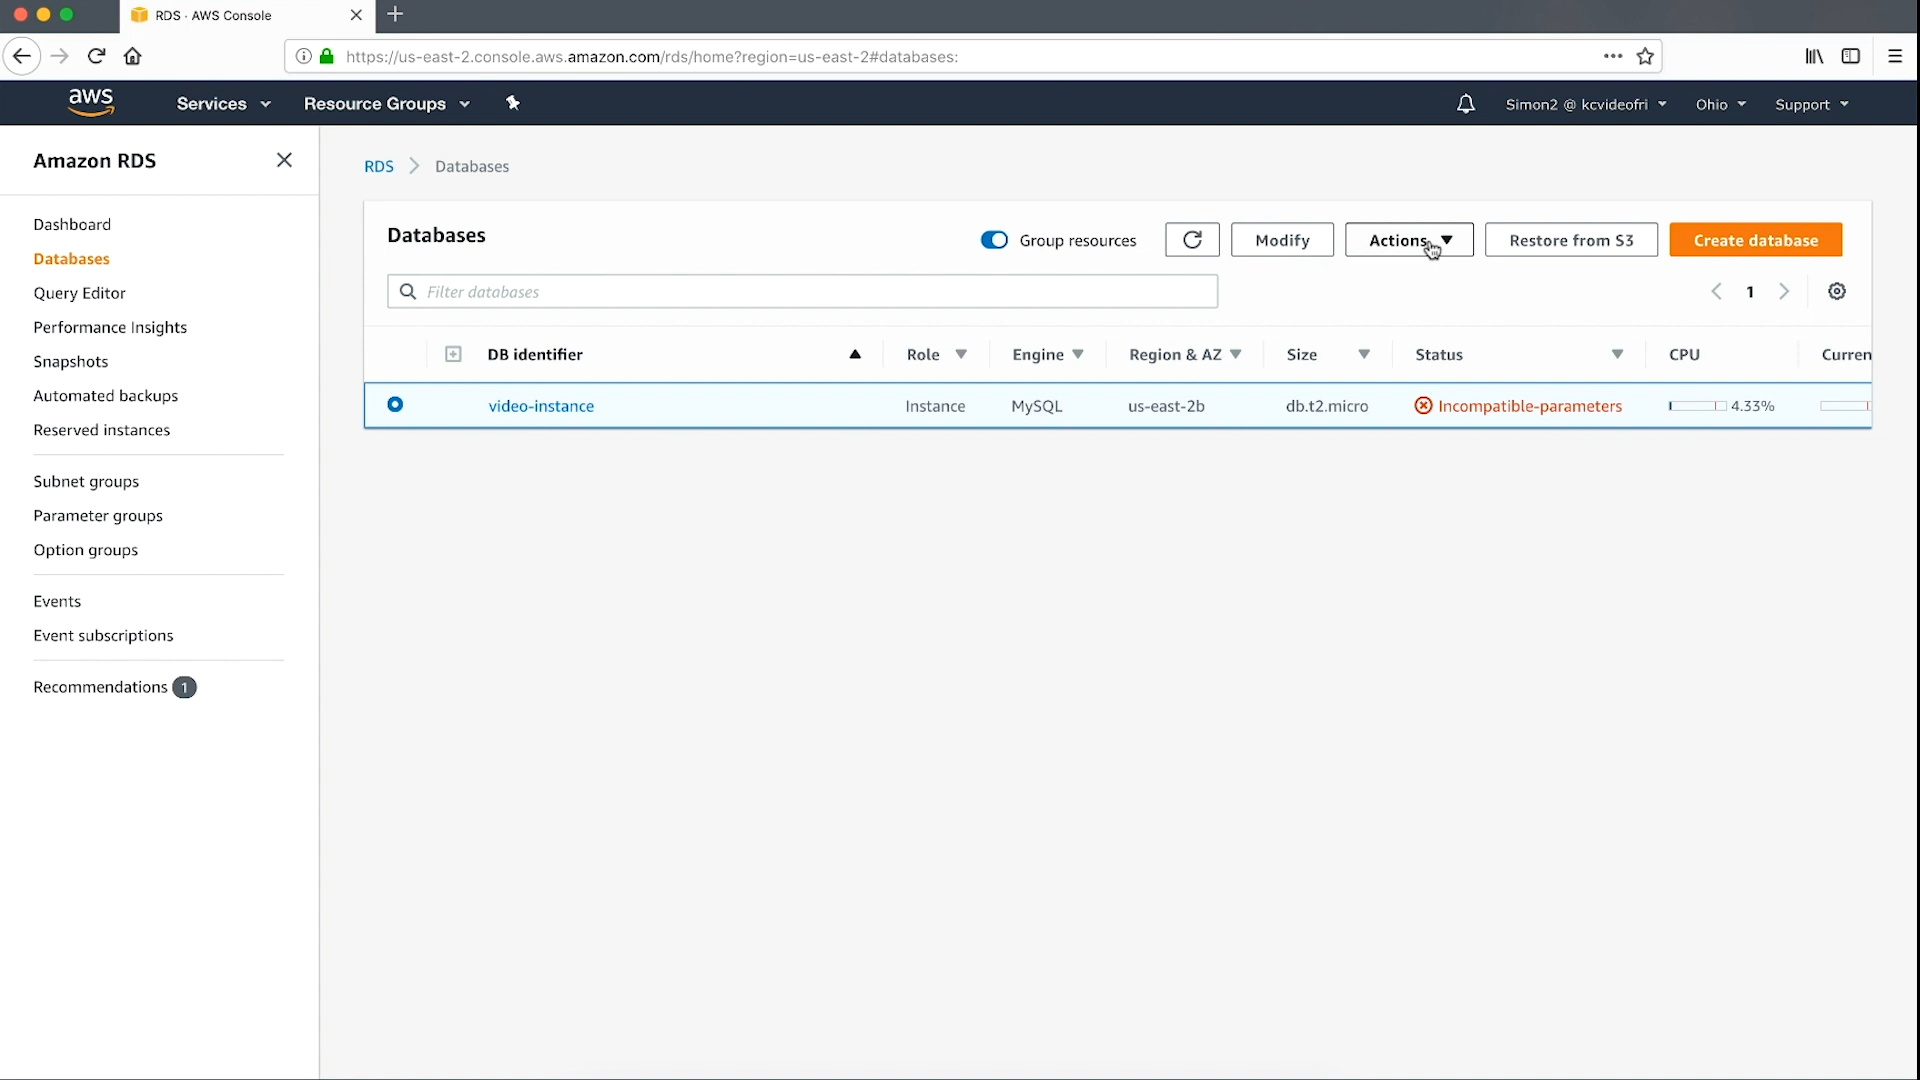 RDS · AWS Console
https://us-east-2.console.aws.amazon.com/rds/home?region=us-east-2#databases:
aws
Services
Resource Groups
Simon2 @ kcvideofri
Ohio
Support
Amazon RDS
Dashboard
Databases
Query Editor
Performance Insights
Snapshots
Automated backups
Reserved instances
Subnet groups
Parameter groups
Option groups
Events
Event subscriptions
Recommendations 1
RDS > Databases
Databases
Group resources
Modify
Actions
Restore from S3
Create database
Filter databases
1
DB identifier Role Engine Region & AZ Size Status CPU Curren
video-instance Instance MySQL us-east-2b db.t2.micro Incompatible-parameters 4.33%